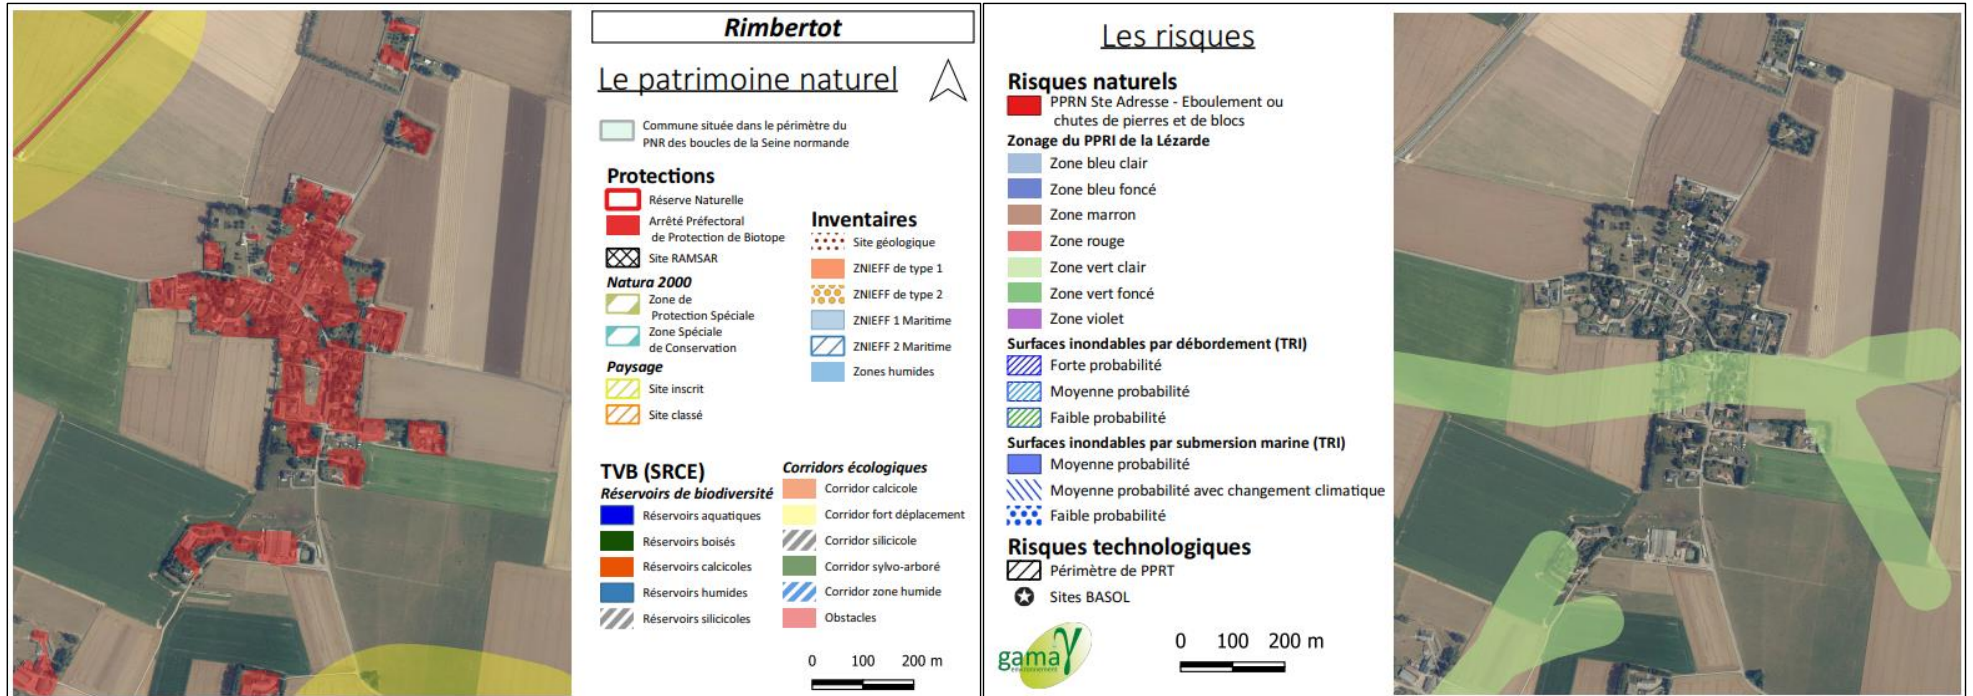 Rimbertot
Le patrimoine naturel
Commune située dans le périmètre du
PNR des boucles de la Seine normande
Protections
Réserve Naturelle
Arrêté Préfectoral
de Protection de Biotope
Site RAMSAR
Natura 2000
Zone de
Protection Spéciale
Zone Spéciale
de Conservation
Paysage
Site inscrit
Site classé
Inventaires
Site géologique
ZNIEFF de type 1
ZNIEFF de type 2
ZNIEFF 1 Maritime
ZNIEFF 2 Maritime
Zones humides
TVB (SRCE)
Réservoirs de biodiversité
Réservoirs aquatiques
Réservoirs boisés
Réservoirs calcicoles
Réservoirs humides
Réservoirs silicicoles
Corridors écologiques
Corridor calcicole
Corridor fort déplacement
Corridor silicicole
Corridor sylvo-arboré
Corridor zone humide
Obstacles
0 100 200 m
Les risques
Risques naturels
PPRN Ste Adresse - Eboulement ou
chutes de pierres et de blocs
Zonage du PPRI de la Lézarde
Zone bleu clair
Zone bleu foncé
Zone marron
Zone rouge
Zone vert clair
Zone vert foncé
Zone violet
Surfaces inondables par débordement (TRI)
Forte probabilité
Moyenne probabilité
Faible probabilité
Surfaces inondables par submersion marine (TRI)
Moyenne probabilité
Moyenne probabilité avec changement climatique
Faible probabilité
Risques technologiques
Périmètre de PPRT
Sites BASOL
gama
environnement
0 100 200 m